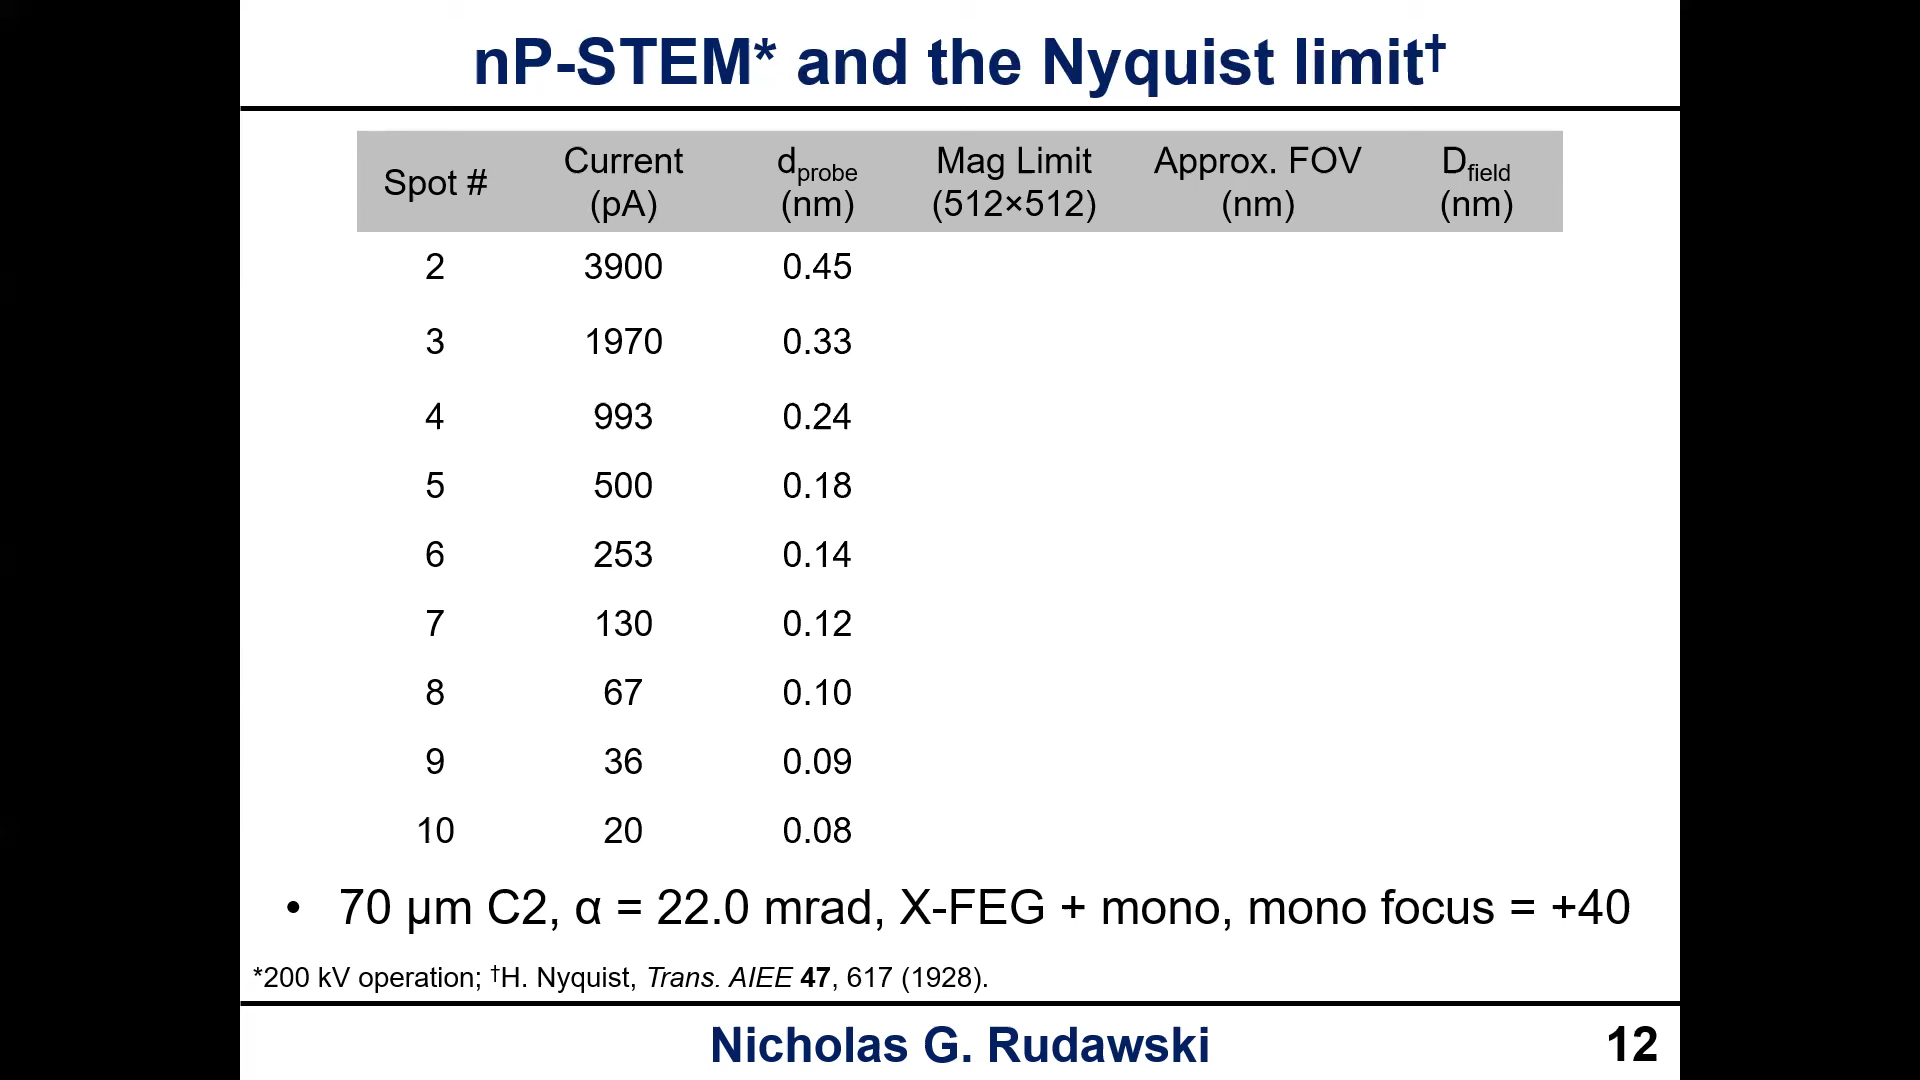 nP-STEM* and the Nyquist limit†
Spot # Current (pA) dprobe (nm) Mag Limit (512×512) Approx. FOV (nm) Dfield (nm)
2 3900 0.45
3 1970 0.33
4 993 0.24
5 500 0.18
6 253 0.14
7 130 0.12
8 67 0.10
9 36 0.09
10 20 0.08
• 70 μm C2, α = 22.0 mrad, X-FEG + mono, mono focus = +40
*200 kV operation; †H. Nyquist, Trans. AIEE 47, 617 (1928).
Nicholas G. Rudawski 12